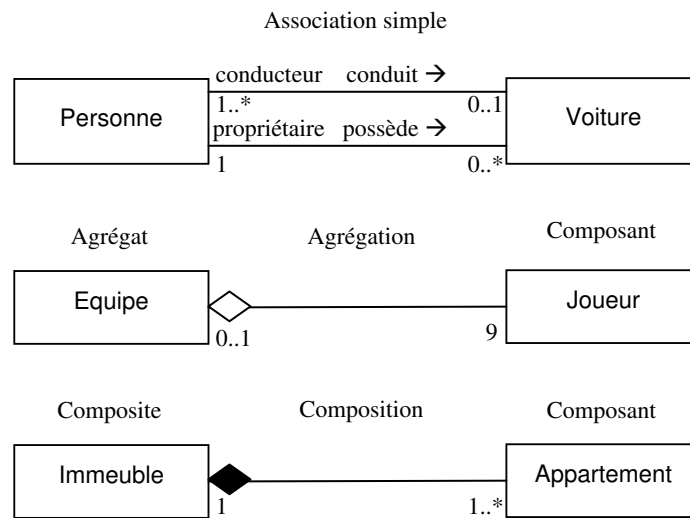 Association simple
conducteur conduit →
Personne
1..*
0..1
Voiture
propriétaire possède →
1
0..*
Agrégat
Agrégation
Composant
Equipe
Joueur
0..1
9
Composite
Composition
Composant
Immeuble
Appartement
1
1..*